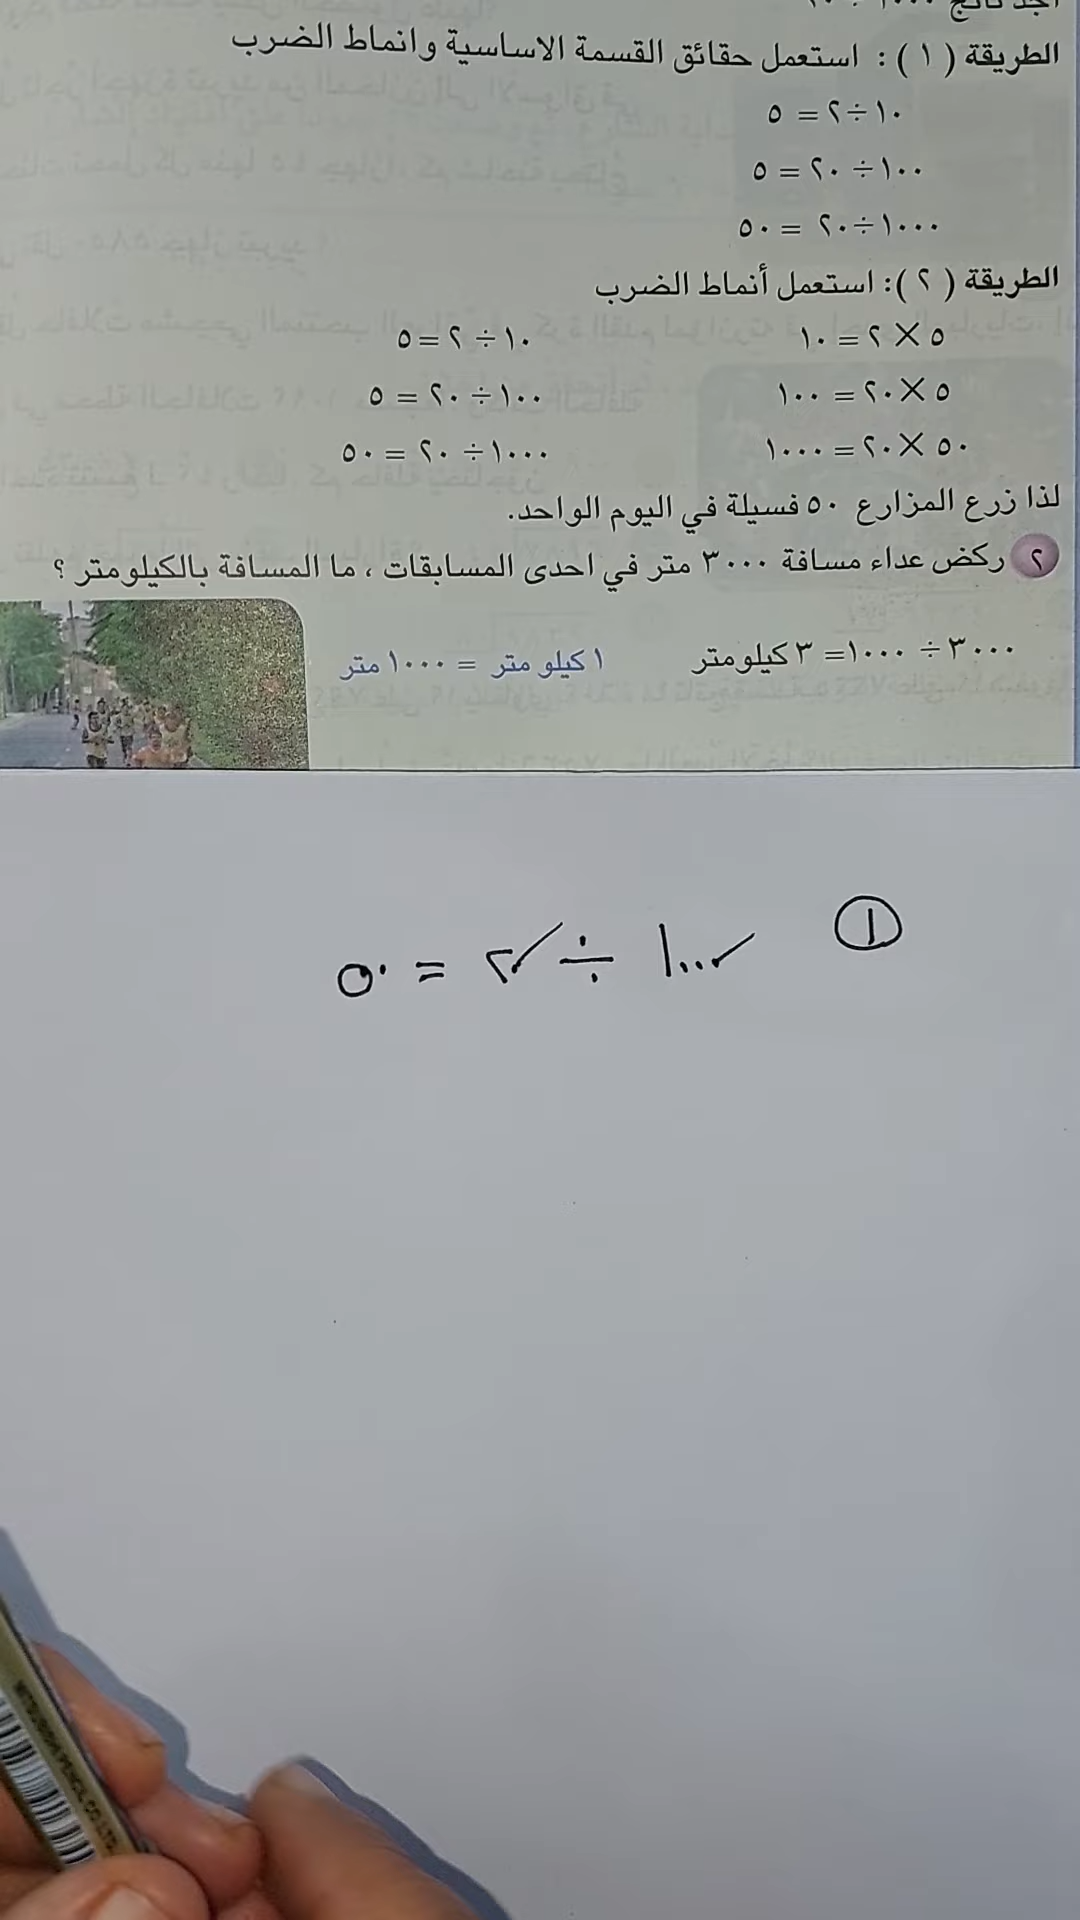 أجد ناتج
الطريقة ( ١ ) : استعمل حقائق القسمة الاساسية وانماط الضرب
١٠ ÷ ٢ = ٥
١٠٠ ÷ ٢٠ = ٥
١٠٠٠ ÷ ٢٠ = ٥٠
الطريقة ( ٢ ) : استعمل أنماط الضرب
٥ × ٢ = ١٠ ١٠ ÷ ٢ = ٥
٥ × ٢٠ = ١٠٠ ١٠٠ ÷ ٢٠ = ٥
٥٠ × ٢٠ = ١٠٠٠ ١٠٠٠ ÷ ٢٠ = ٥٠
لذا زرع المزارع ٥٠ فسيلة في اليوم الواحد.
٢ ركض عداء مسافة ٣٠٠٠ متر في احدى المسابقات ، ما المسافة بالكيلومتر ؟
٣٠٠٠ ÷ ١٠٠٠ = ٣ كيلومتر ١ كيلو متر = ١٠٠٠ متر
١ ١٠٠٠ ÷ ٢٠ = ٥٠